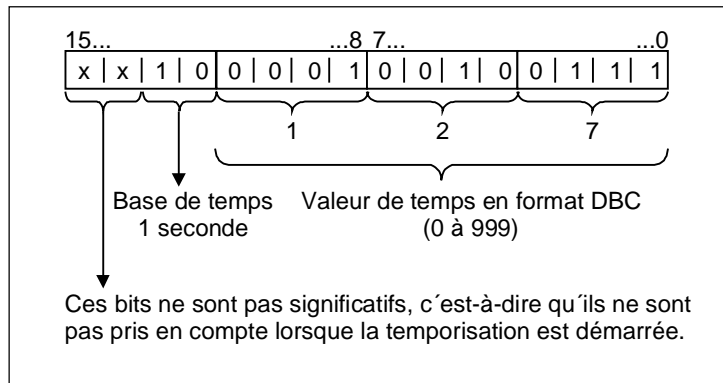 15... ...8 7... ...0
x x 1 0 0 0 0 1 0 0 1 0 0 1 1 1
1 2 7
Base de temps
1 seconde
Valeur de temps en format DBC
(0 à 999)
Ces bits ne sont pas significatifs, c´est-à-dire qu´ils ne sont
pas pris en compte lorsque la temporisation est démarrée.